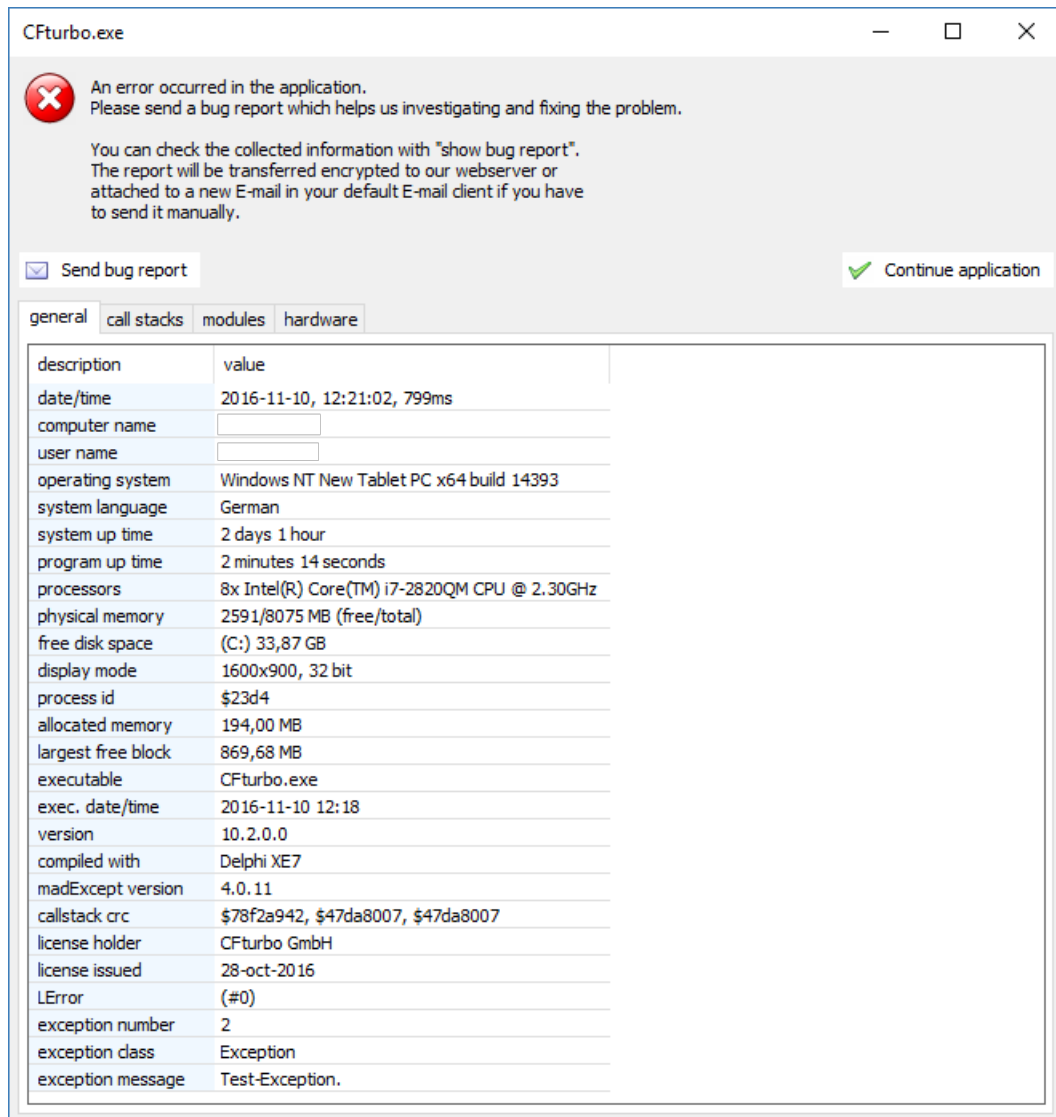 CFturbo.exe
An error occurred in the application.
Please send a bug report which helps us investigating and fixing the problem.
You can check the collected information with "show bug report".
The report will be transferred encrypted to our webserver or
attached to a new E-mail in your default E-mail client if you have
to send it manually.
Send bug report
Continue application
general call stacks modules hardware
description value
date/time 2016-11-10, 12:21:02, 799ms
computer name
user name
operating system Windows NT New Tablet PC x64 build 14393
system language German
system up time 2 days 1 hour
program up time 2 minutes 14 seconds
processors 8x Intel(R) Core(TM) i7-2820QM CPU @ 2.30GHz
physical memory 2591/8075 MB (free/total)
free disk space (C:) 33,87 GB
display mode 1600x900, 32 bit
process id $23d4
allocated memory 194,00 MB
largest free block 869,68 MB
executable CFturbo.exe
exec. date/time 2016-11-10 12:18
version 10.2.0.0
compiled with Delphi XE7
madExcept version 4.0.11
callstack crc $78f2a942, $47da8007, $47da8007
license holder CFturbo GmbH
license issued 28-oct-2016
LError (#0)
exception number 2
exception class Exception
exception message Test-Exception.